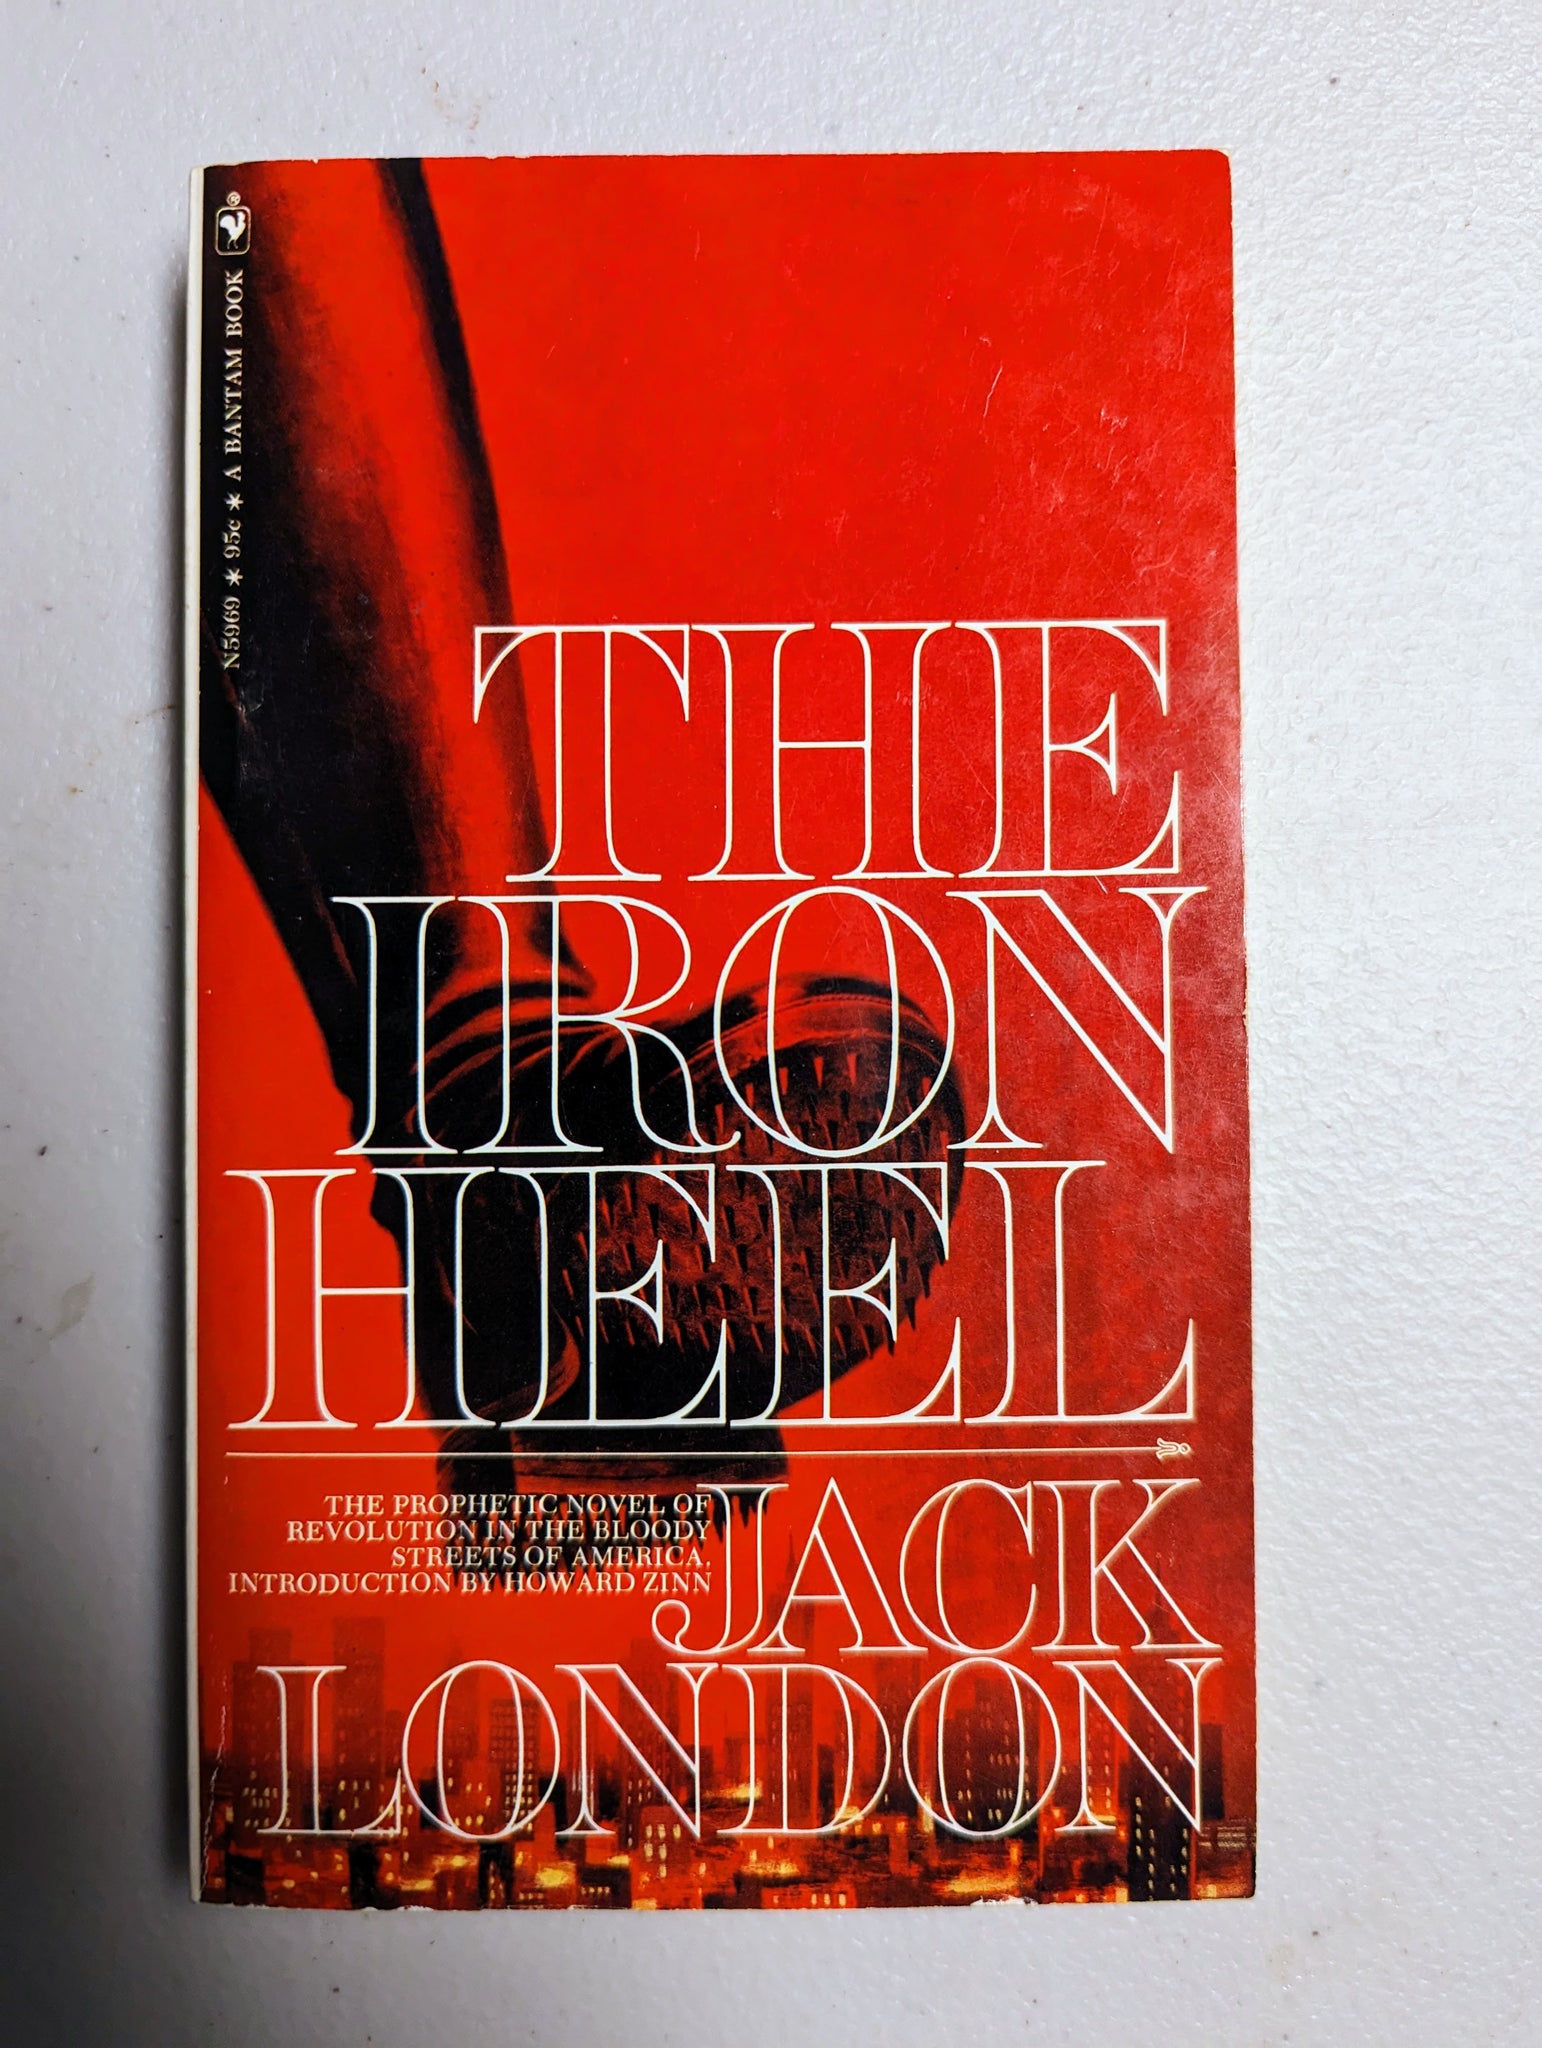 N5969 * 95c * A BANTAM BOOK ®
THE
IRON
HEEL
THE PROPHETIC NOVEL OF
REVOLUTION IN THE BLOODY
STREETS OF AMERICA.
INTRODUCTION BY HOWARD ZINN
JACK
LONDON